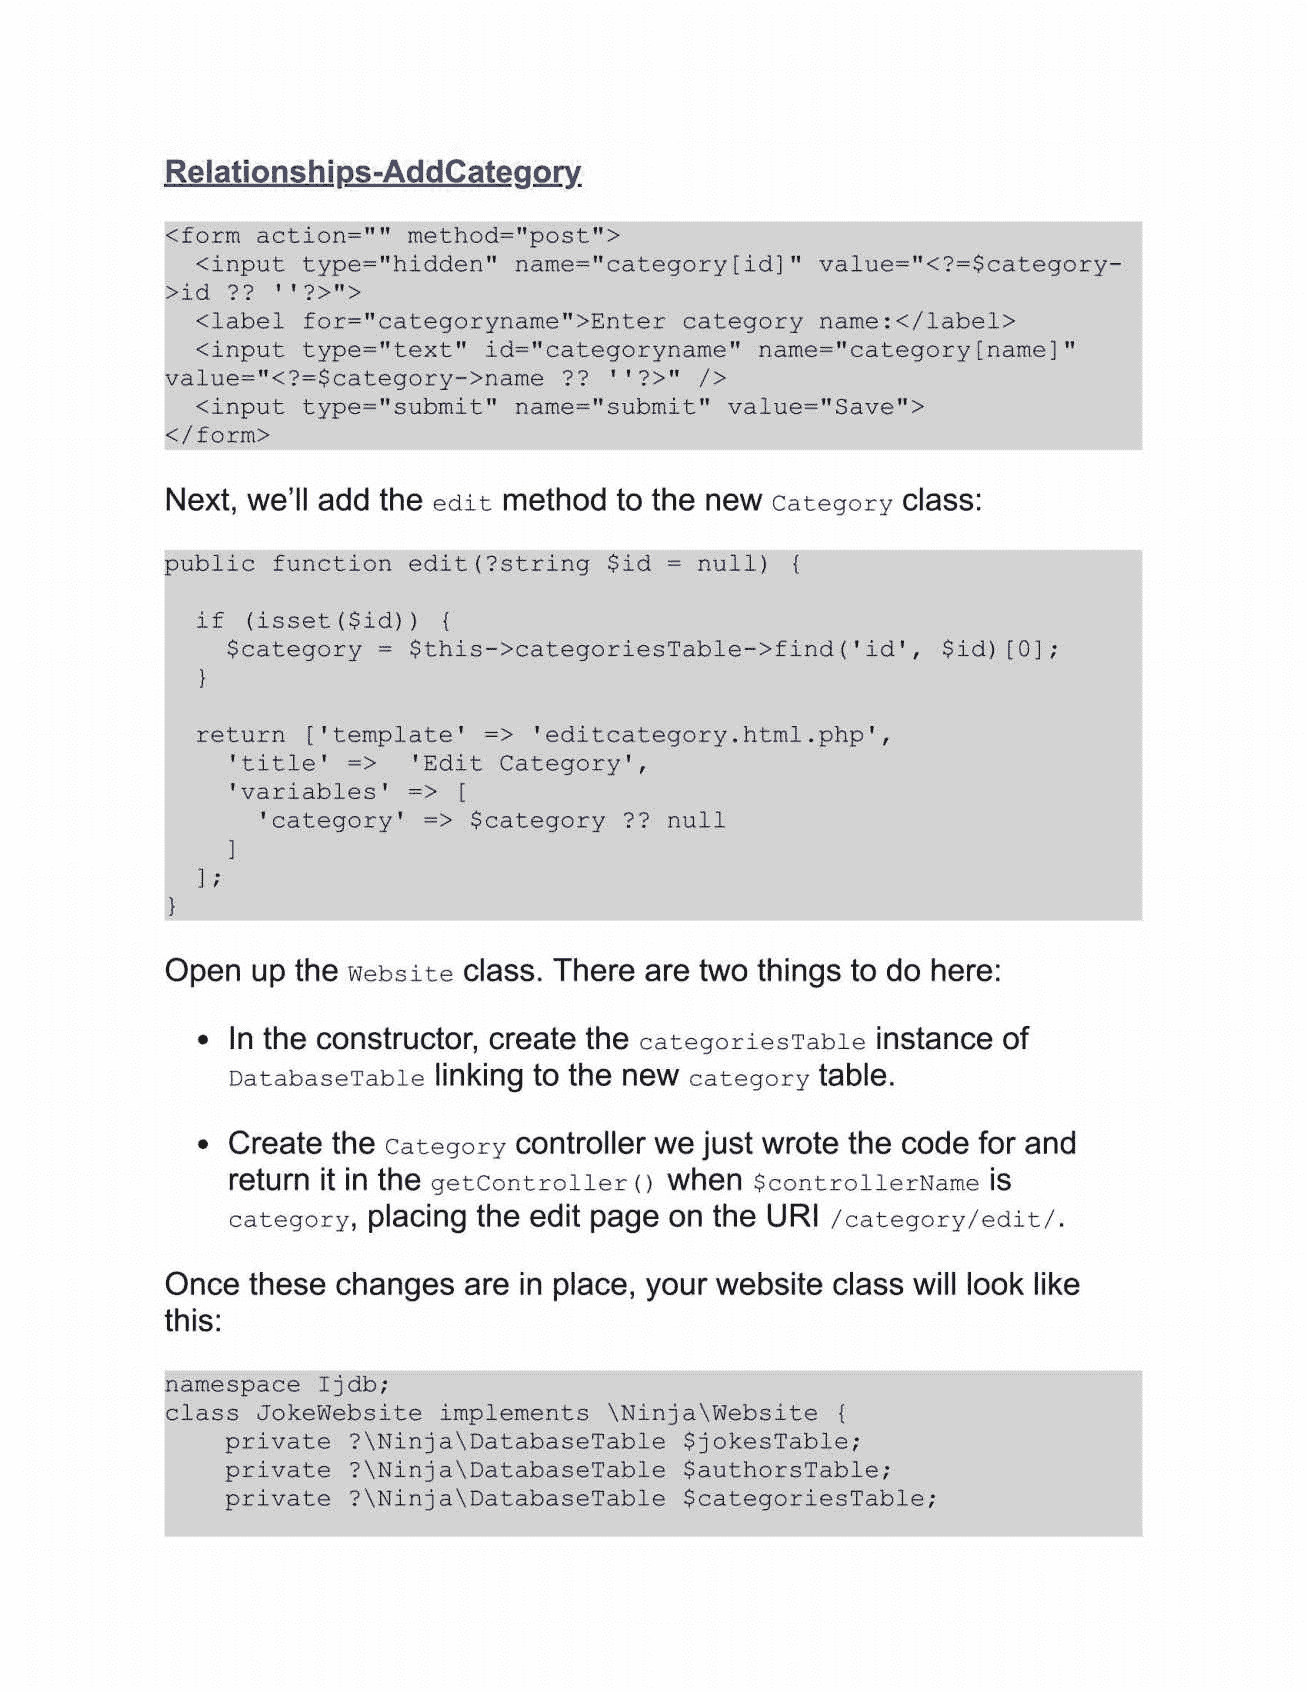 Relationships-AddCategory
<form action="" method="post">
  <input type="hidden" name="category[id]" value="<?=$category-
>id ?? ''?>">
  <label for="categoryname">Enter category name:</label>
  <input type="text" id="categoryname" name="category[name]"
value="<?=$category->name ?? ''?>" />
  <input type="submit" name="submit" value="Save">
</form>
Next, we’ll add the edit method to the new Category class:
public function edit(?string $id = null) {
  if (isset($id)) {
    $category = $this->categoriesTable->find('id', $id)[0];
  }
  return ['template' => 'editcategory.html.php',
    'title' =>  'Edit Category',
    'variables' => [
      'category' => $category ?? null
    ]
  ];
}
Open up the Website class. There are two things to do here:
• In the constructor, create the categoriesTable instance of
DatabaseTable linking to the new category table.
• Create the Category controller we just wrote the code for and
return it in the getController() when $controllerName is
category, placing the edit page on the URI /category/edit/.
Once these changes are in place, your website class will look like
this:
namespace Ijdb;
class JokeWebsite implements \Ninja\Website {
    private ?\Ninja\DatabaseTable $jokesTable;
    private ?\Ninja\DatabaseTable $authorsTable;
    private ?\Ninja\DatabaseTable $categoriesTable;